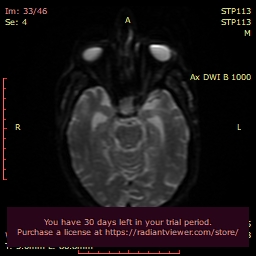 Im: 33/46
Se: 4
A
STP113
STP113
M
Ax DWI B 1000
R
L
You have 30 days left in your trial period.
Purchase a license at https://radiantviewer.com/store/